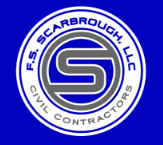 F.S. SCARBROUGH, LLC
S
CIVIL CONTRACTORS